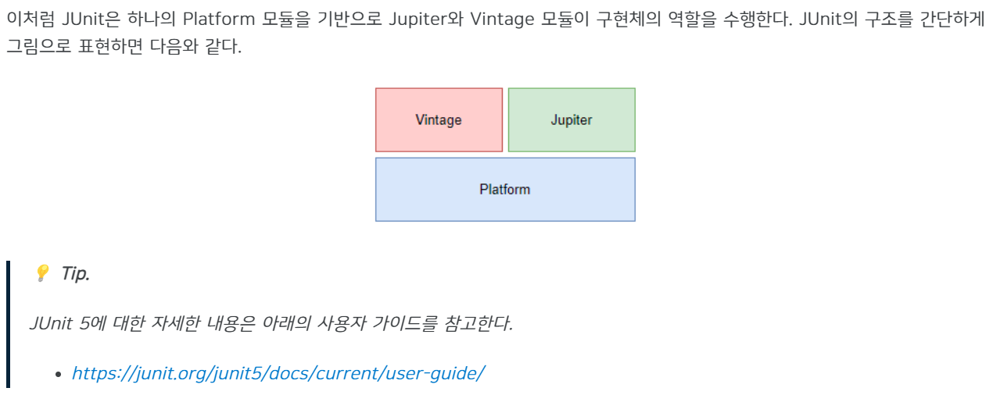 이처럼 JUnit은 하나의 Platform 모듈을 기반으로 Jupiter와 Vintage 모듈이 구현체의 역할을 수행한다. JUnit의 구조를 간단하게
그림으로 표현하면 다음와 같다.
Vintage
Jupiter
Platform
💡 Tip.
JUnit 5에 대한 자세한 내용은 아래의 사용자 가이드를 참고한다.
• https://junit.org/junit5/docs/current/user-guide/